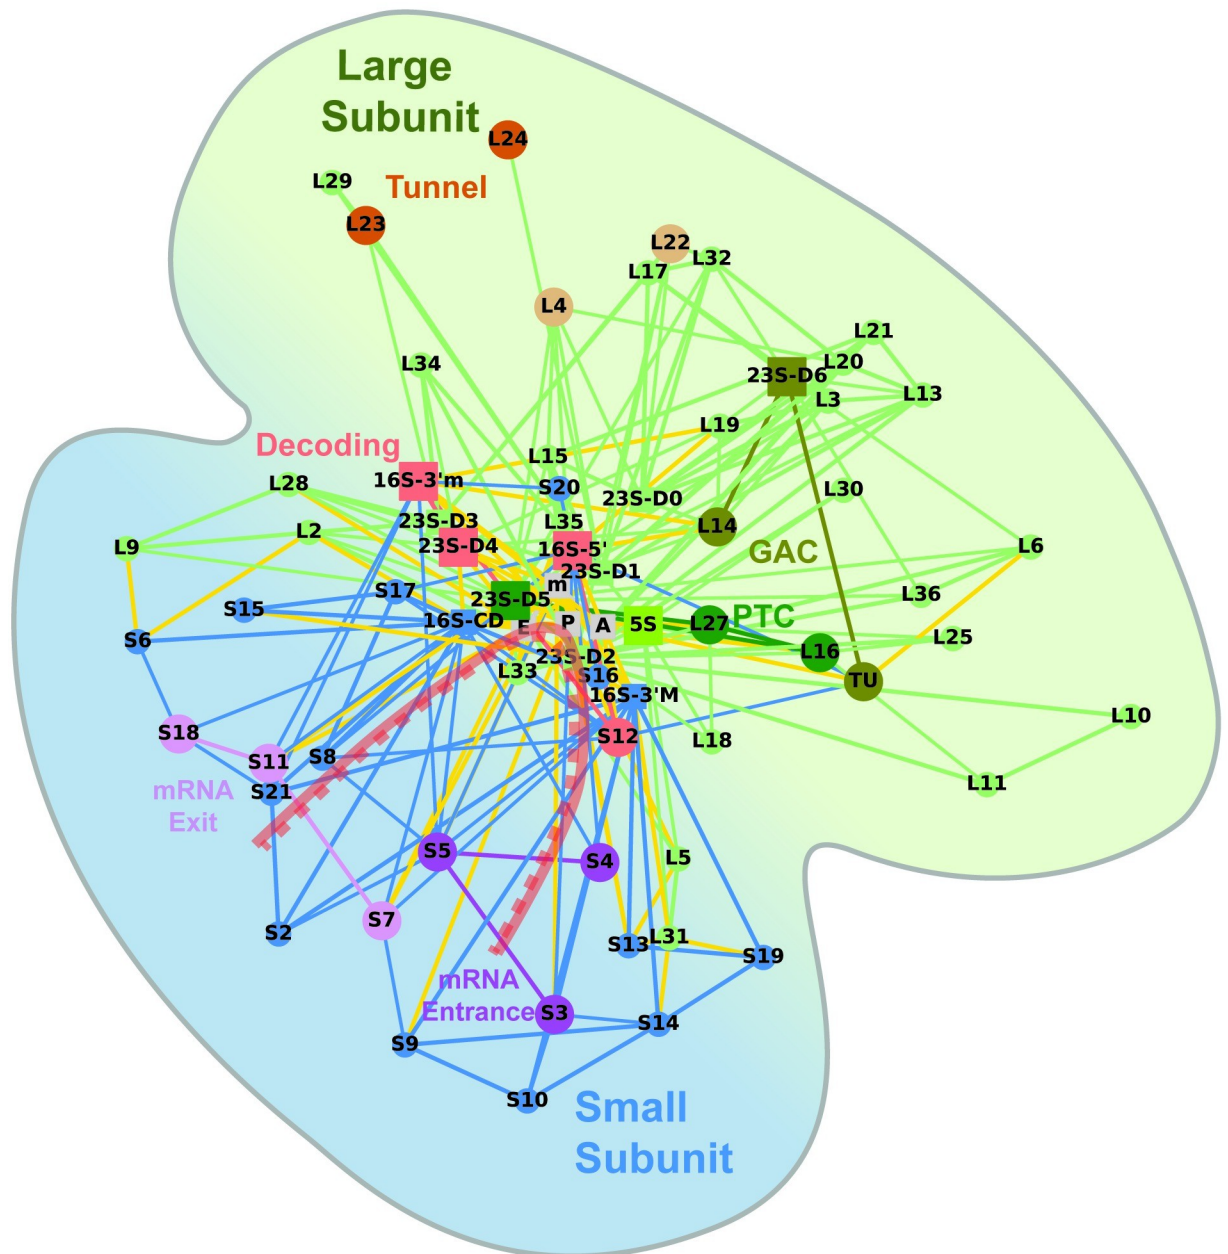 Large
Subunit
L24
L29
Tunnel
L23
L22
L32
L17
L4
L21
L34
L20
23S-D6
L13
L3
L19
Decoding
L15
16S-3'm
L28
S20
L30
23S-D0
L35
23S-D3
L14
L2
L9
23S-D4
16S-5'
GAC
L6
23S-D1
m
S17
L36
23S-D5
S15
PTC
16S-CD
E
P
A
5S
L27
S6
L25
L16
23S-D2
L33
S16
TU
16S-3'M
L10
S18
S12
L18
S11
S8
L11
mRNA
Exit
S21
S5
S4
L5
S7
S2
L31
S13
S19
mRNA
Entrance
S3
S14
S9
S10
Small
Subunit